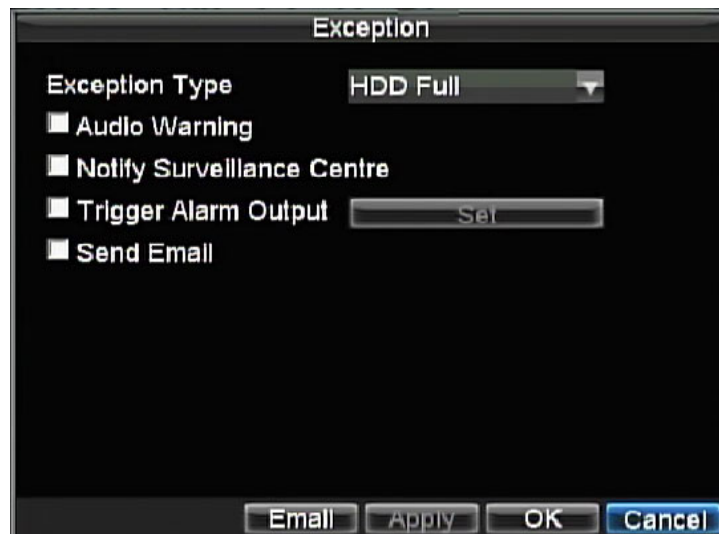 Exception
Exception Type HDD Full
Audio Warning
Notify Surveillance Centre
Trigger Alarm Output Set
Send Email
Email Apply OK Cancel